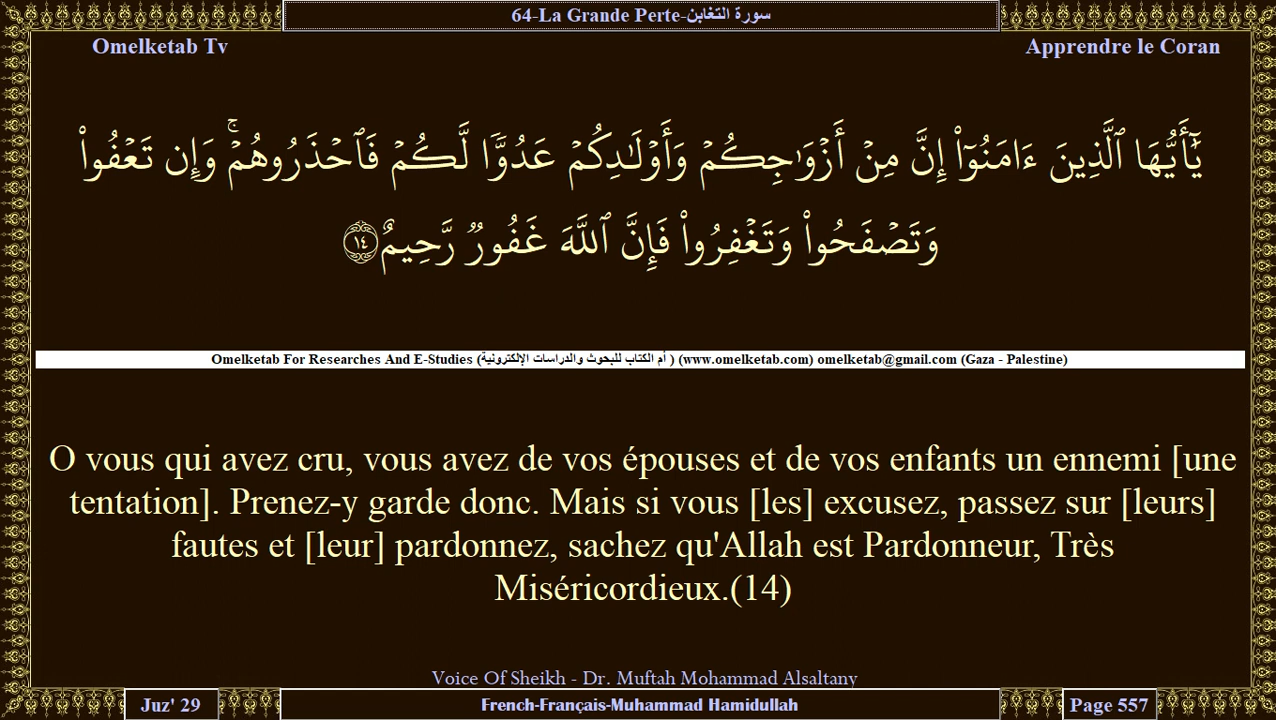 64-La Grande Perte-سورة التغابن
Omelketab Tv
Apprendre le Coran
يَٰٓأَيُّهَا ٱلَّذِينَ ءَامَنُوٓا۟ إِنَّ مِنْ أَزْوَٰجِكُمْ وَأَوْلَٰدِكُمْ عَدُوًّا لَّكُمْ فَٱحْذَرُوهُمْ ۚ وَإِن تَعْفُوا۟
وَتَصْفَحُوا۟ وَتَغْفِرُوا۟ فَإِنَّ ٱللَّهَ غَفُورٌ رَّحِيمٌ ١٤
Omelketab For Researches And E-Studies (أم الكتاب للبحوث والدراسات الإلكترونية ) (www.omelketab.com) omelketab@gmail.com (Gaza - Palestine)
O vous qui avez cru, vous avez de vos épouses et de vos enfants un ennemi [une
tentation]. Prenez-y garde donc. Mais si vous [les] excusez, passez sur [leurs]
fautes et [leur] pardonnez, sachez qu'Allah est Pardonneur, Très
Miséricordieux.(14)
Voice Of Sheikh - Dr. Muftah Mohammad Alsaltany
Juz' 29
French-Français-Muhammad Hamidullah
Page 557